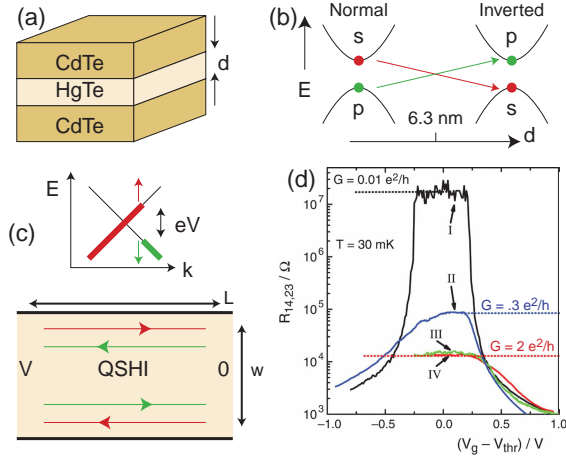 (a)
CdTe
HgTe
CdTe
d
(b)
Normal
Inverted
s
p
E
p
s
6.3 nm
d
(c)
E
eV
k
L
V
QSHI
0
w
(d)
G = 0.01 e²/h
T = 30 mK
I
II
G = .3 e²/h
III
G = 2 e²/h
IV
R14,23 / Ω
10⁷
10⁶
10⁵
10⁴
10³
-1.0 -0.5 0.0 0.5 1.0
(Vg – Vthr) / V